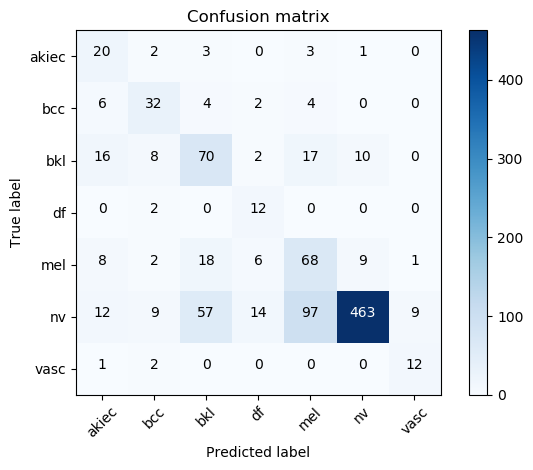 Confusion matrix
akiec 20 2 3 0 3 1 0
bcc 6 32 4 2 4 0 0
bkl 16 8 70 2 17 10 0
df 0 2 0 12 0 0 0
mel 8 2 18 6 68 9 1
nv 12 9 57 14 97 463 9
vasc 1 2 0 0 0 0 12
akiec bcc bkl df mel nv vasc
Predicted label
True label
400
300
200
100
0